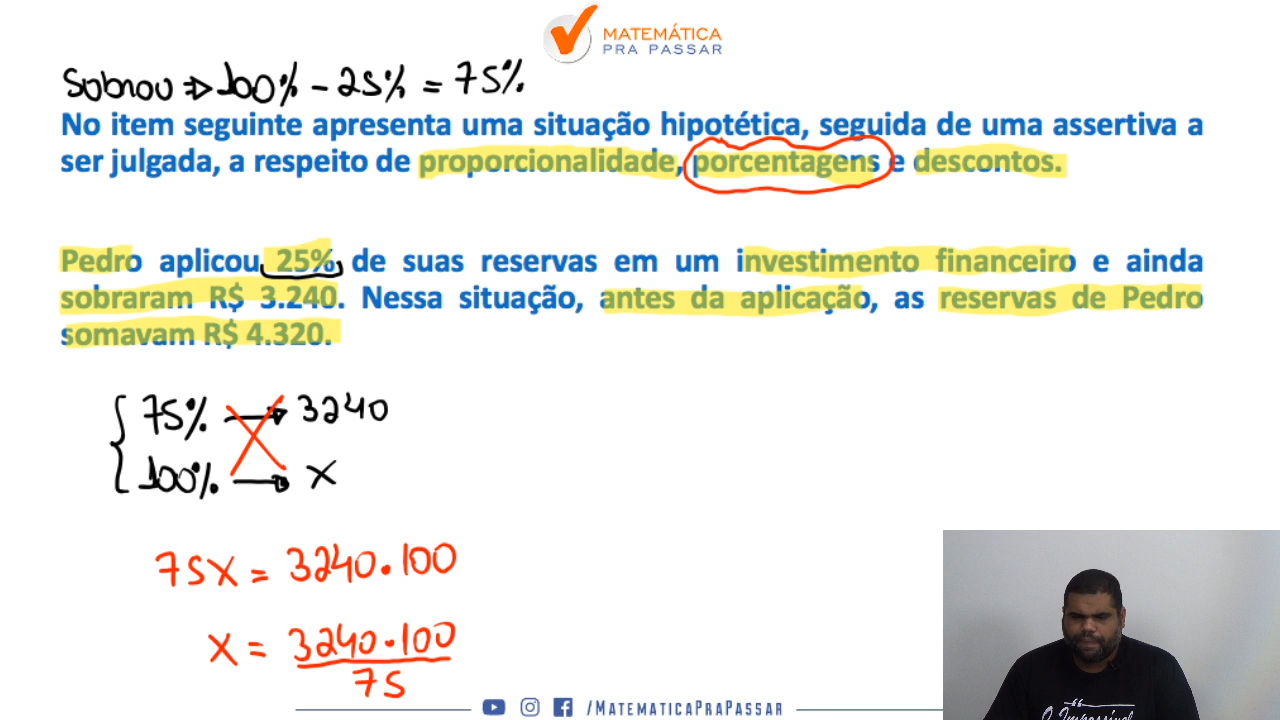 MATEMÁTICA
PRA PASSAR
Sobrou ⇒ 100% - 25% = 75%
No item seguinte apresenta uma situação hipotética, seguida de uma assertiva a
ser julgada, a respeito de proporcionalidade, porcentagens e descontos.
Pedro aplicou 25% de suas reservas em um investimento financeiro e ainda
sobraram R$ 3.240. Nessa situação, antes da aplicação, as reservas de Pedro
somavam R$ 4.320.
75% → 3240
100% → x
75x = 3240.100
x = 3240.100
75
O Impossível
/MATEMATICAPRAPASSAR